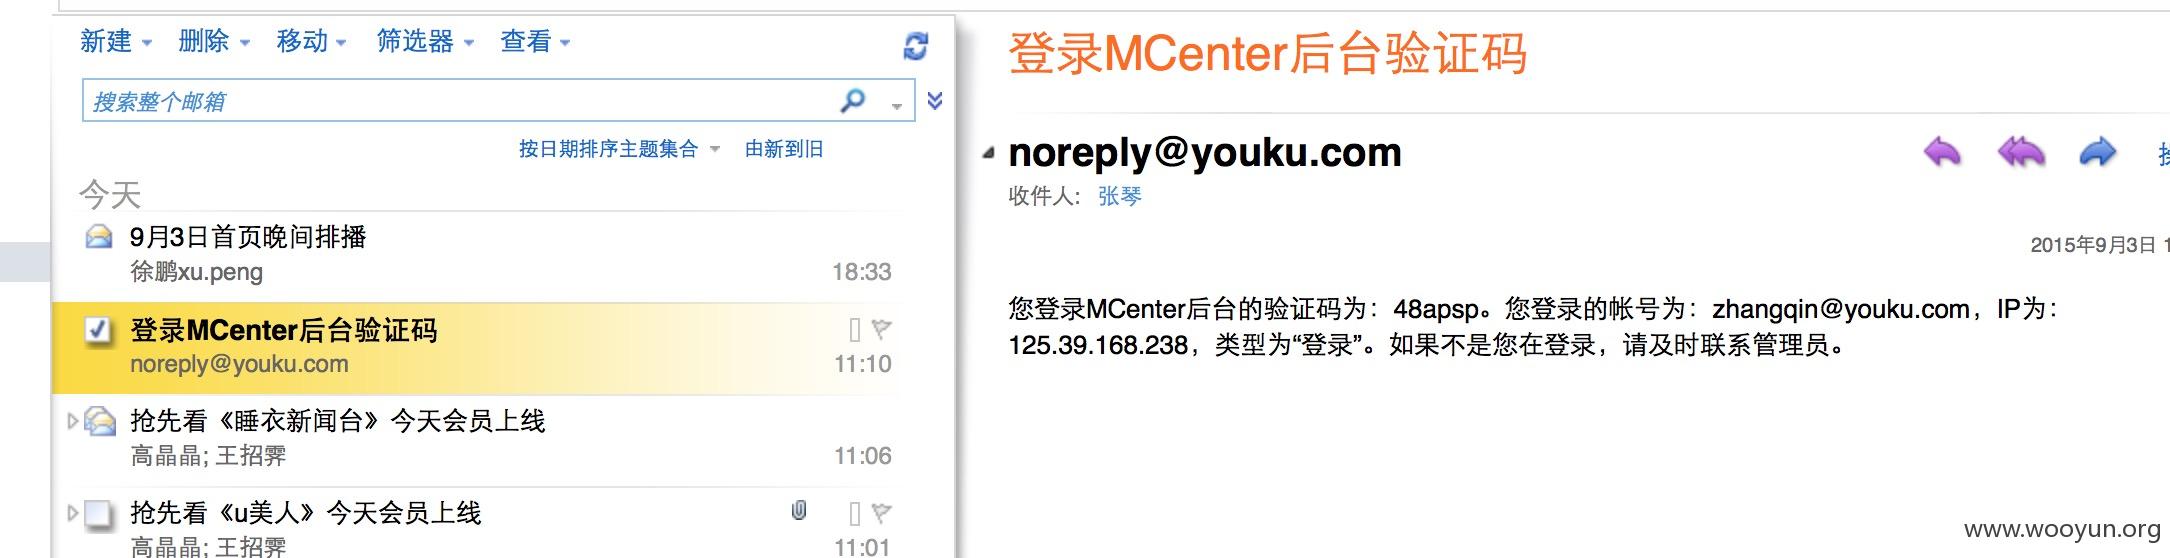 新建 删除 移动 筛选器 查看
搜索整个邮箱
按日期排序主题集合 由新到旧
今天
9月3日首页晚间排播
徐鹏xu.peng 18:33
登录MCenter后台验证码
noreply@youku.com 11:10
抢先看《睡衣新闻台》今天会员上线
高晶晶; 王招霁 11:06
抢先看《u美人》今天会员上线
高晶晶; 王招霁 11:01
登录MCenter后台验证码
noreply@youku.com
收件人: 张琴
2015年9月3日
您登录MCenter后台的验证码为：48apsp。您登录的帐号为：zhangqin@youku.com，IP为：
125.39.168.238，类型为“登录”。如果不是您在登录，请及时联系管理员。
www.wooyun.org